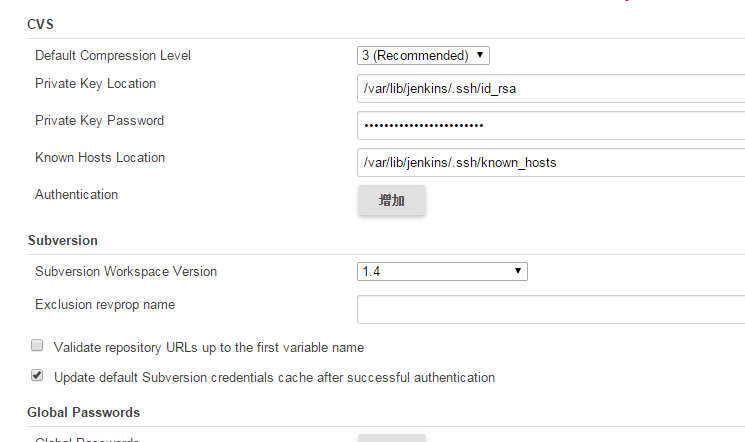 CVS
Default Compression Level 3 (Recommended)
Private Key Location /var/lib/jenkins/.ssh/id_rsa
Private Key Password ••••••••••••••••••••••••
Known Hosts Location /var/lib/jenkins/.ssh/known_hosts
Authentication 增加
Subversion
Subversion Workspace Version 1.4
Exclusion revprop name
Validate repository URLs up to the first variable name
Update default Subversion credentials cache after successful authentication
Global Passwords
Global Passwords